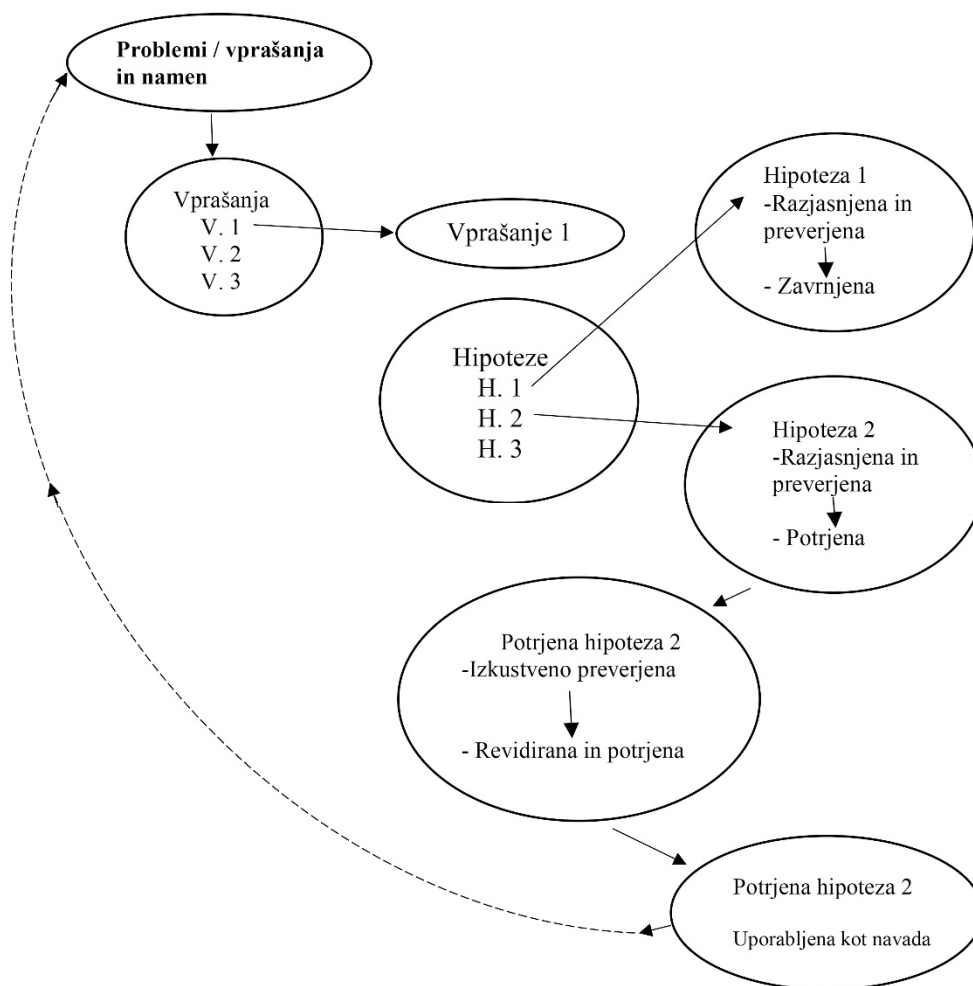 Problemi / vprašanja
in namen
Vprašanja
V. 1
V. 2
V. 3
Vprašanje 1
Hipoteze
H. 1
H. 2
H. 3
Hipoteza 1
-Razjasnjena in
preverjena
- Zavrnjena
Hipoteza 2
-Razjasnjena in
preverjena
- Potrjena
Potrjena hipoteza 2
-Izkustveno preverjena
- Revidirana in potrjena
Potrjena hipoteza 2
Uporabljena kot navada